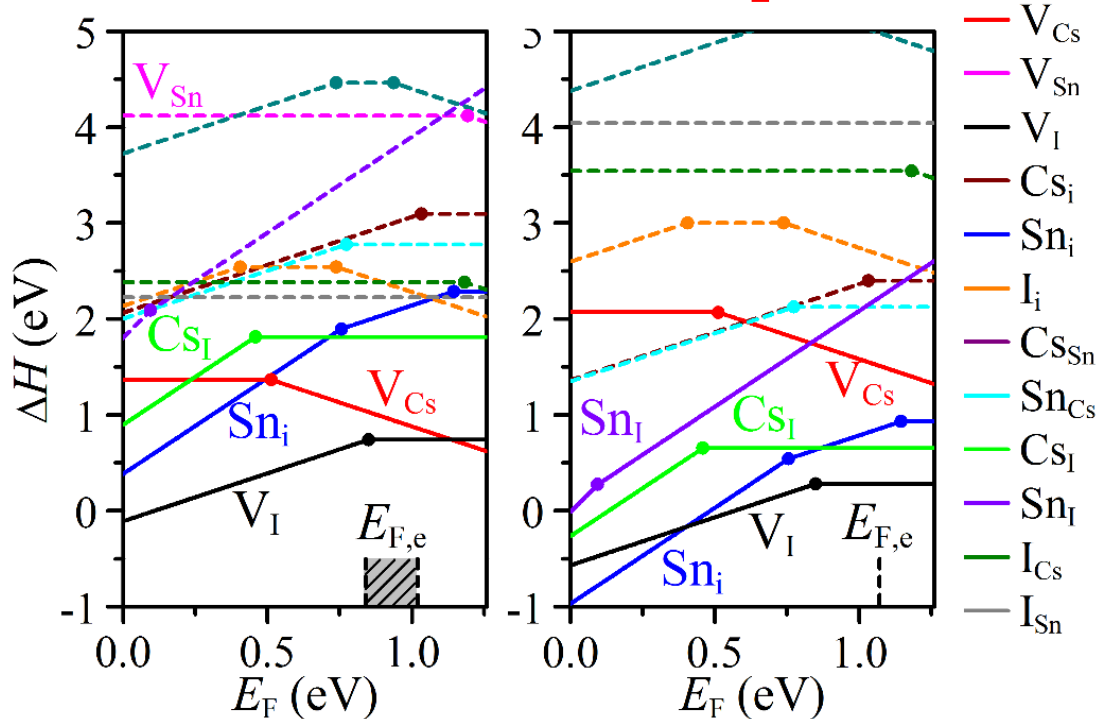 5
4
3
2
1
0
-1
ΔH (eV)
V_Sn
Cs_I
V_Cs
Sn_i
V_I
E_F,e
0.0
0.5
1.0
E_F (eV)
5
4
3
2
1
0
-1
V_Cs
Sn_I
Cs_I
V_I
E_F,e
Sn_i
0.0
0.5
1.0
E_F (eV)
V_Cs
V_Sn
V_I
Cs_i
Sn_i
I_i
Cs_Sn
Sn_Cs
Cs_I
Sn_I
I_Cs
I_Sn